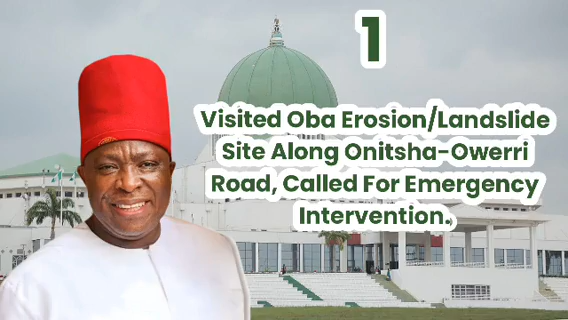 1
Visited Oba Erosion/Landslide
Site Along Onitsha-Owerri
Road, Called For Emergency
Intervention.